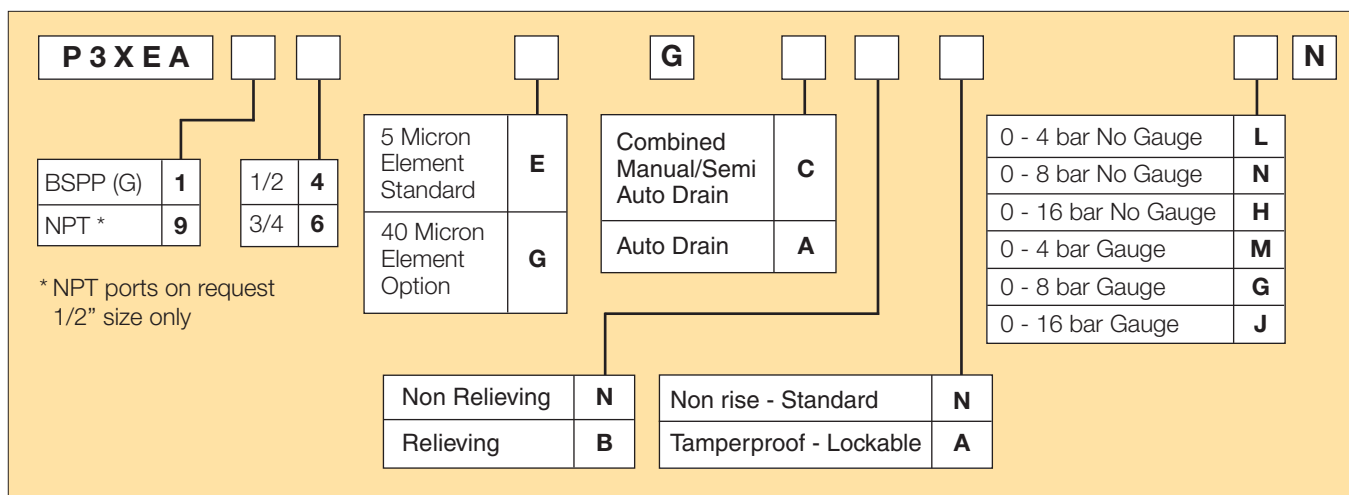 P3XEA G N
BSPP (G) 1
NPT * 9
1/2 4
3/4 6
* NPT ports on request
1/2” size only
5 Micron
Element
Standard
E
40 Micron
Element
Option
G
Combined
Manual/Semi
Auto Drain
C
Auto Drain A
0 - 4 bar No Gauge L
0 - 8 bar No Gauge N
0 - 16 bar No Gauge H
0 - 4 bar Gauge M
0 - 8 bar Gauge G
0 - 16 bar Gauge J
Non Relieving N
Relieving B
Non rise - Standard N
Tamperproof - Lockable A